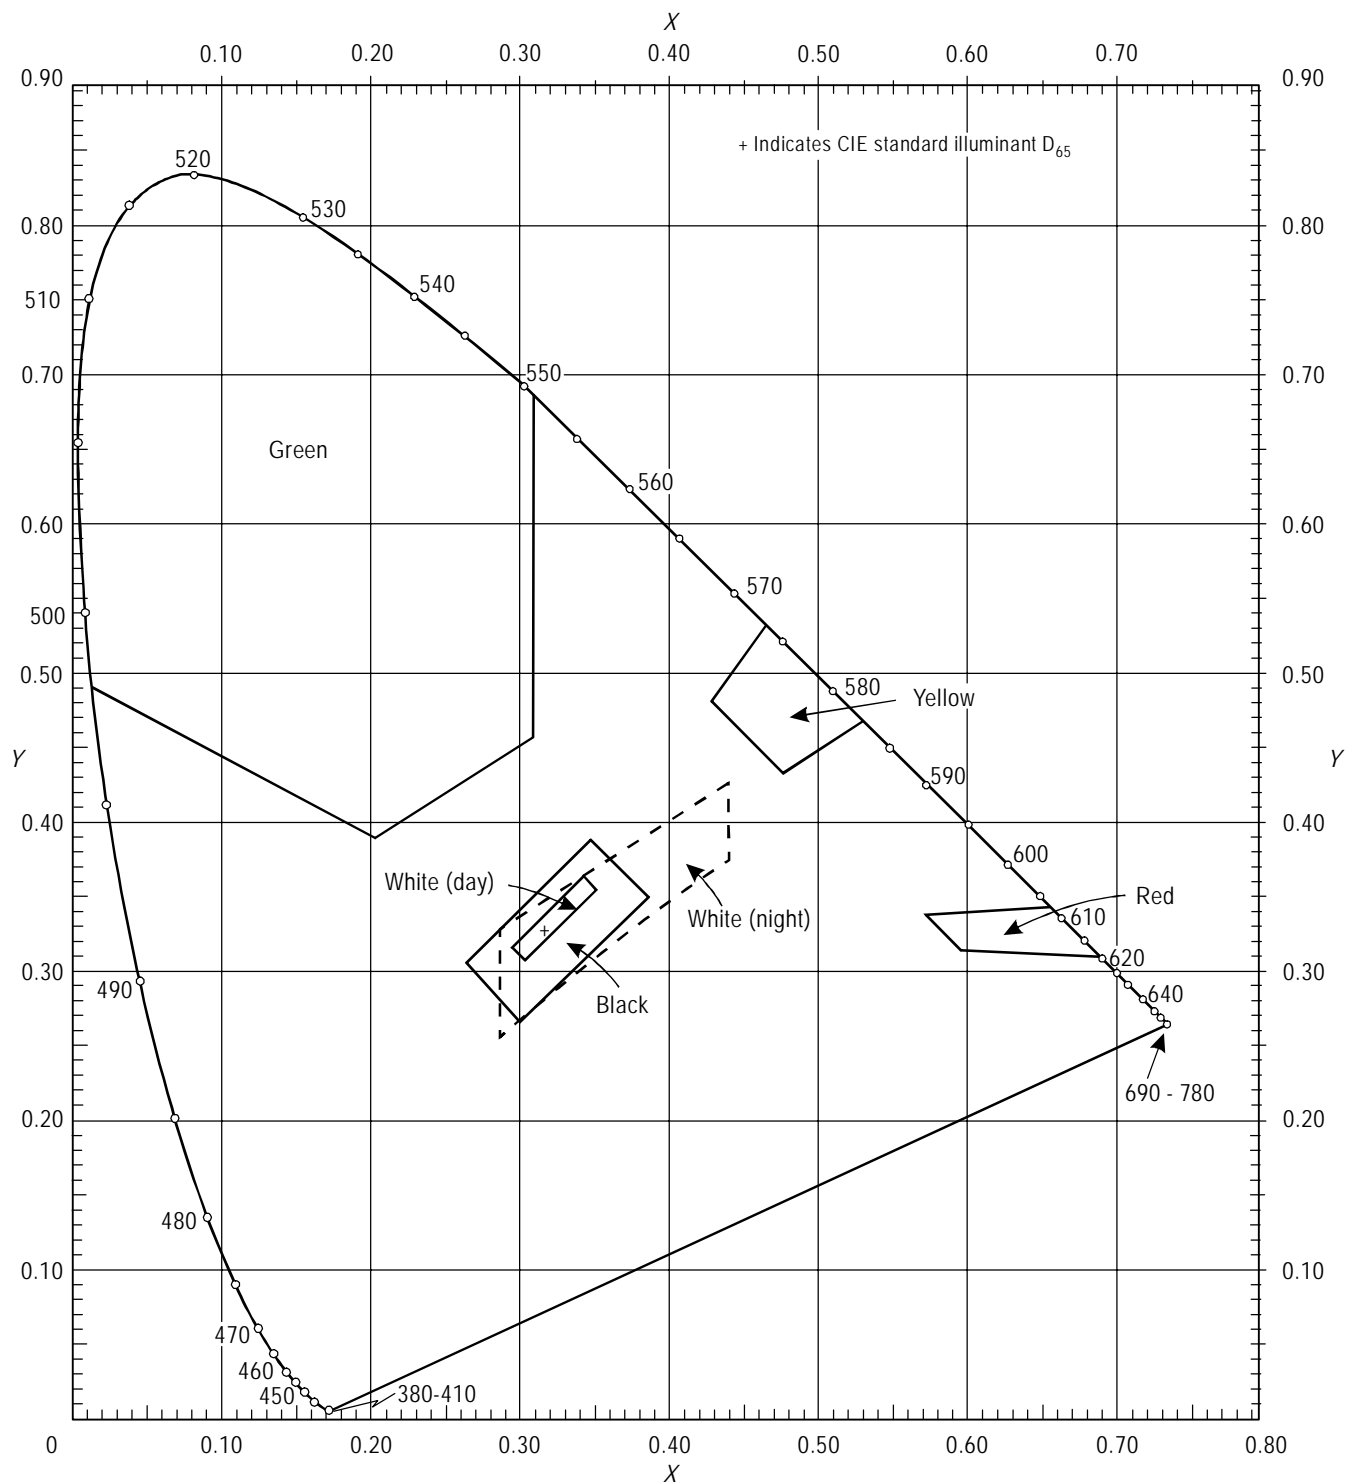 X
0.10 0.20 0.30 0.40 0.50 0.60 0.70
0.90 0.90
+ Indicates CIE standard illuminant D65
520
530
0.80 0.80
540
510
550
0.70 0.70
Green
560
0.60 0.60
570
500
0.50 0.50
580
Yellow
Y Y
590
0.40 0.40
600
White (day)
Red
610
White (night)
+
620
0.30 0.30
490
640
Black
690 - 780
0.20 0.20
480
0.10 0.10
470
460
450
380-410
0 0.10 0.20 0.30 0.40 0.50 0.60 0.70 0.80
X